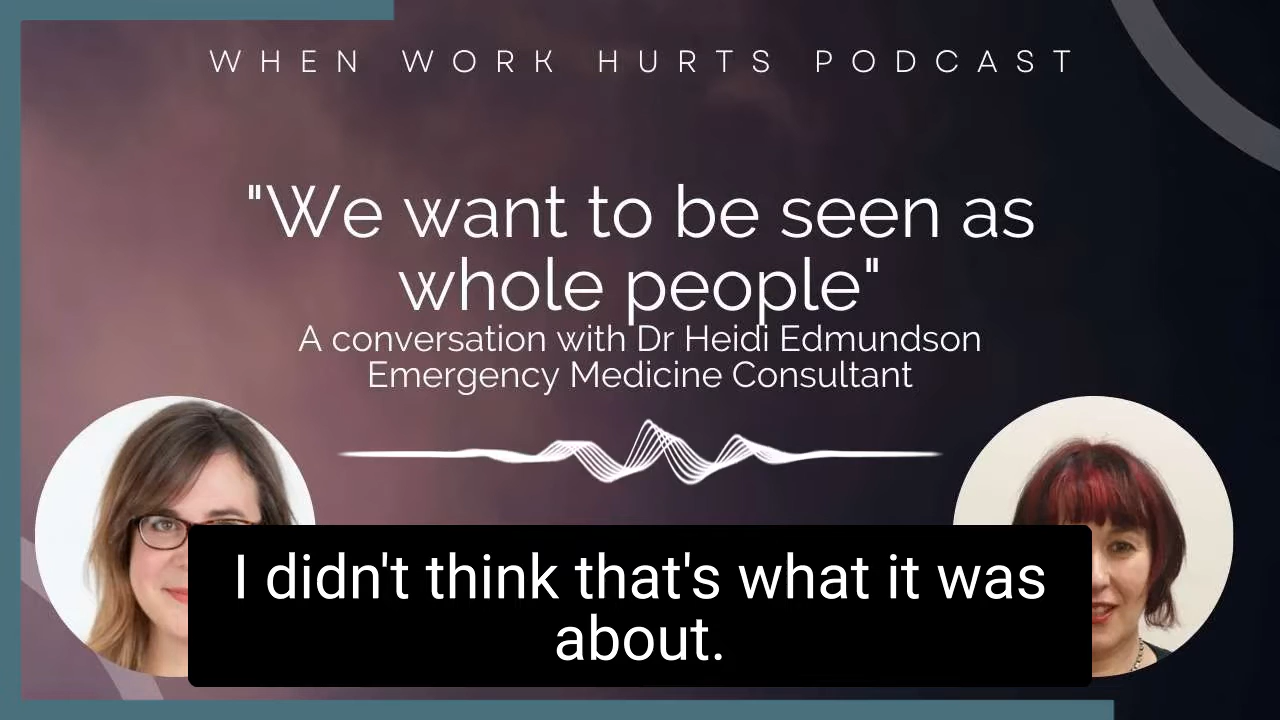 WHEN WORK HURTS PODCAST
"We want to be seen as
whole people"
A conversation with Dr Heidi Edmundson
Emergency Medicine Consultant
I didn't think that's what it was
about.